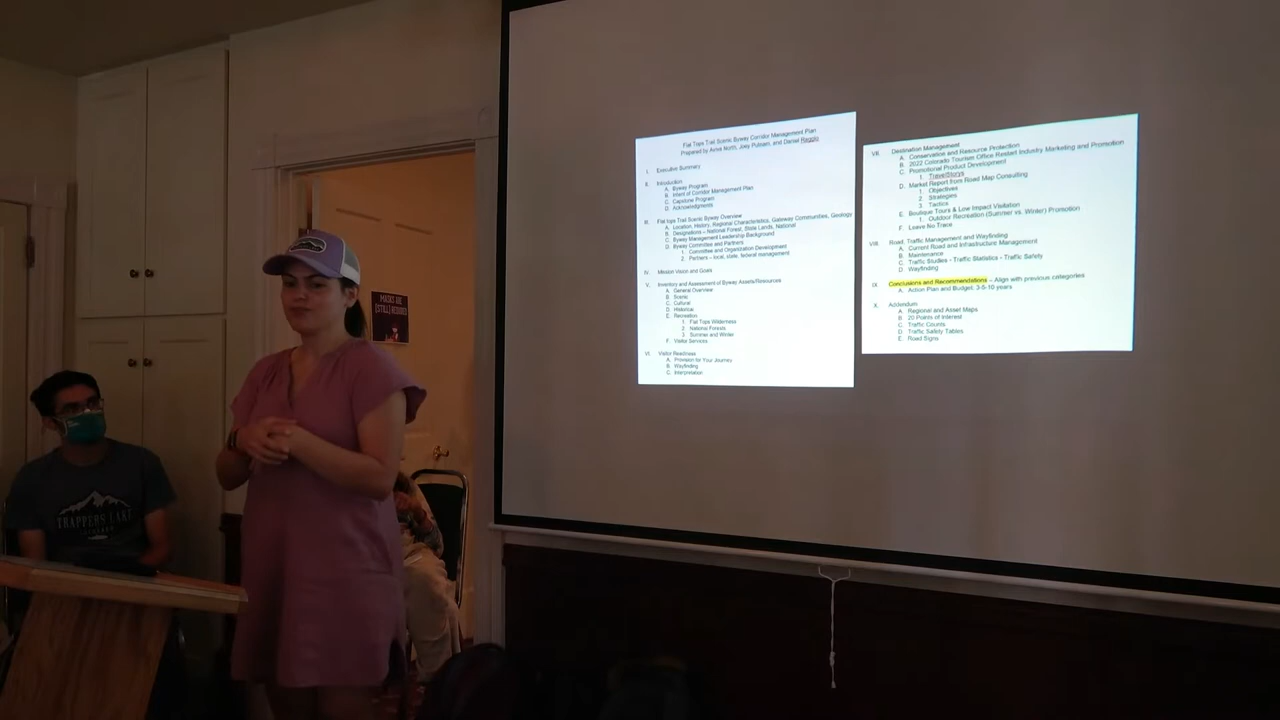 Flat Tops Trail Scenic Byway Corridor Management Plan
Prepared by Anna North, Joey Putnam, and Daniel Raggio
I. Executive Summary
II. Introduction
A. Byway Program
B. Intent of Corridor Management Plan
C. Capstone Program
D. Acknowledgments
III. Flat tops Trail Scenic Byway Overview
A. Location, History, Regional Characteristics, Gateway Communities, Geology
B. Designations – National Forest, State Lands, National
C. Byway Management Leadership Background
D. Byway Committee and Partners
1. Committee and Organization Development
2. Partners – local, state, federal management
IV. Mission Vision and Goals
V. Inventory and Assessment of Byway Assets/Resources
A. General Overview
B. Scenic
C. Cultural
D. Historical
E. Recreation
1. Flat Tops Wilderness
2. National Forests
3. Summer and Winter
F. Visitor Services
VI. Visitor Readiness
A. Provision for Your Journey
B. Wayfinding
C. Interpretation
VII. Destination Management
A. Conservation and Resource Protection
B. 2022 Colorado Tourism Office Restart Industry Marketing and Promotion
C. Promotional Product Development
1. TravelStorys
D. Market Report from Road Map Consulting
1. Objectives
2. Strategies
3. Tactics
E. Boutique Tours & Low Impact Visitation
1. Outdoor Recreation (Summer vs. Winter) Promotion
F. Leave No Trace
VIII. Road, Traffic Management and Wayfinding
A. Current Road and Infrastructure Management
B. Maintenance
C. Traffic Studies - Traffic Statistics - Traffic Safety
D. Wayfinding
IX. Conclusions and Recommendations – Align with previous categories
A. Action Plan and Budget: 3-5-10 years
X. Addendum
A. Regional and Asset Maps
B. 20 Points of Interest
C. Traffic Counts
D. Traffic Safety Tables
E. Road Signs
MASKS ARE
(STILL) REQUIRED
TRAPPERS LAKE